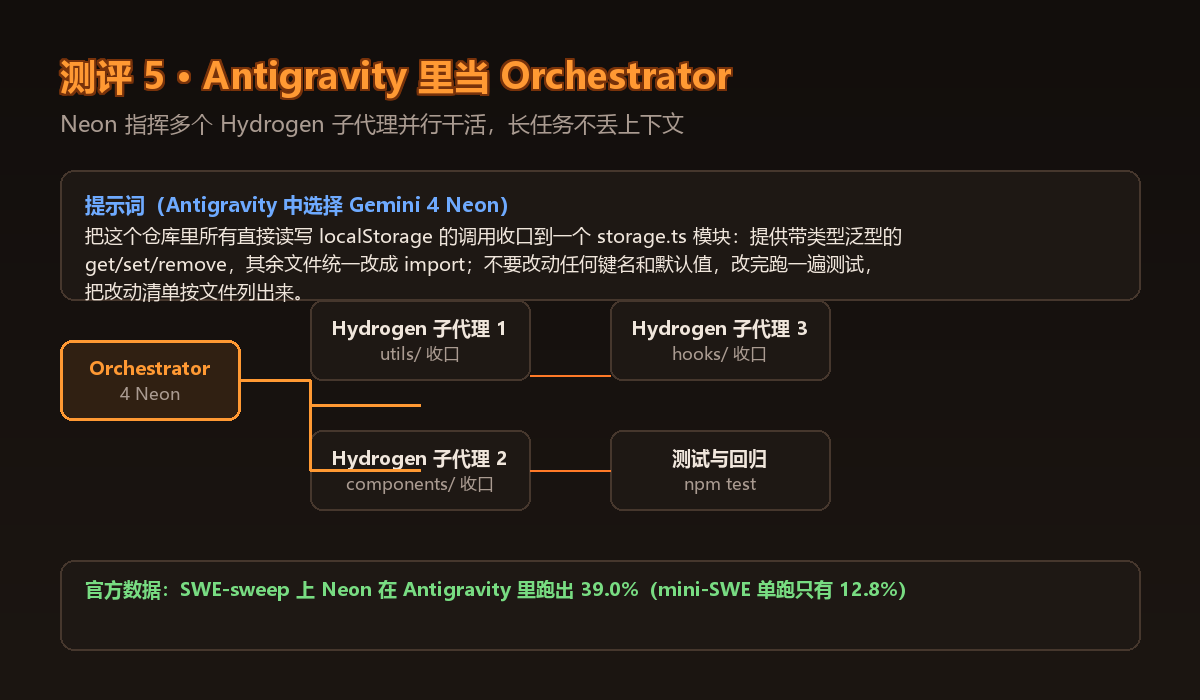 测评 5 • Antigravity 里当 Orchestrator
Neon 指挥多个 Hydrogen 子代理并行干活，长任务不丢上下文
提示词（Antigravity 中选择 Gemini 4 Neon）
把这个仓库里所有直接读写 localStorage 的调用收口到一个 storage.ts 模块：提供带类型泛型的
get/set/remove，其余文件统一改成 import；不要改动任何键名和默认值，改完跑一遍测试，
把改动清单按文件列出来。
Orchestrator
4 Neon
Hydrogen 子代理 1
utils/ 收口
Hydrogen 子代理 3
hooks/ 收口
Hydrogen 子代理 2
components/ 收口
测试与回归
npm test
官方数据：SWE-sweep 上 Neon 在 Antigravity 里跑出 39.0%（mini-SWE 单跑只有 12.8%）